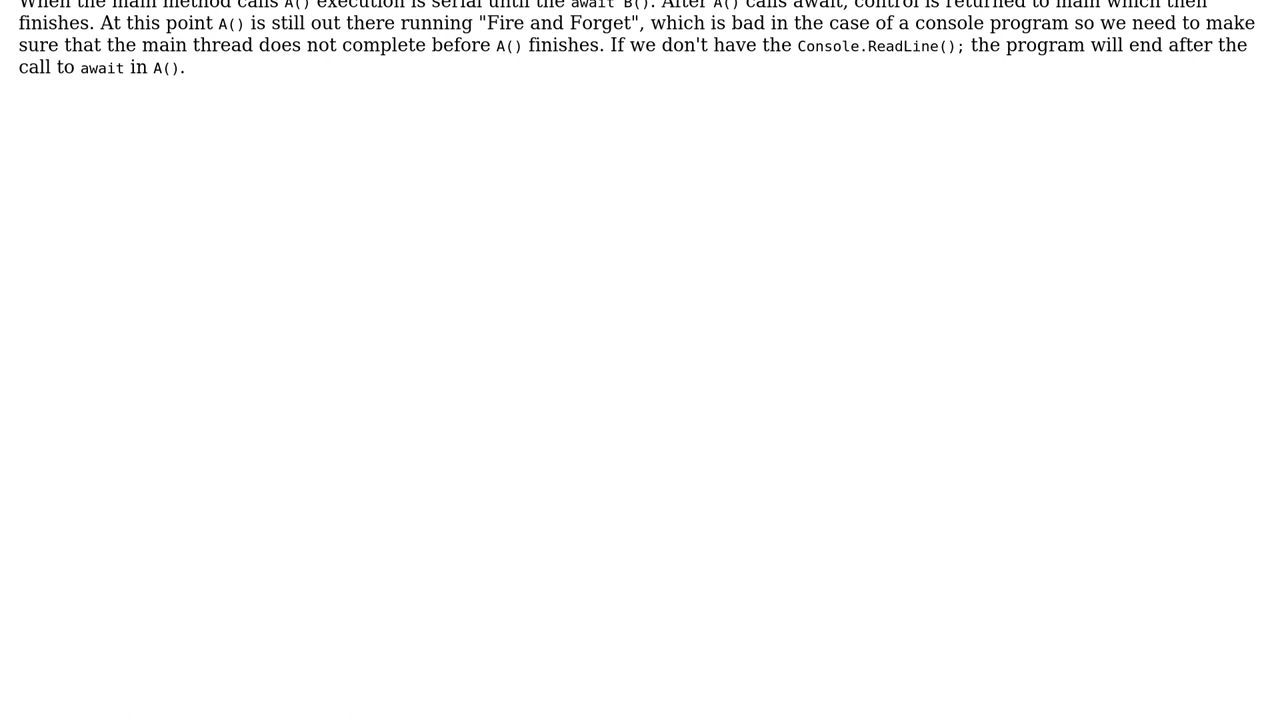 When the main method calls A() execution is serial until the await B(). After A() calls await, control is returned to main which then
finishes. At this point A() is still out there running "Fire and Forget", which is bad in the case of a console program so we need to make
sure that the main thread does not complete before A() finishes. If we don't have the Console.ReadLine(); the program will end after the
call to await in A().